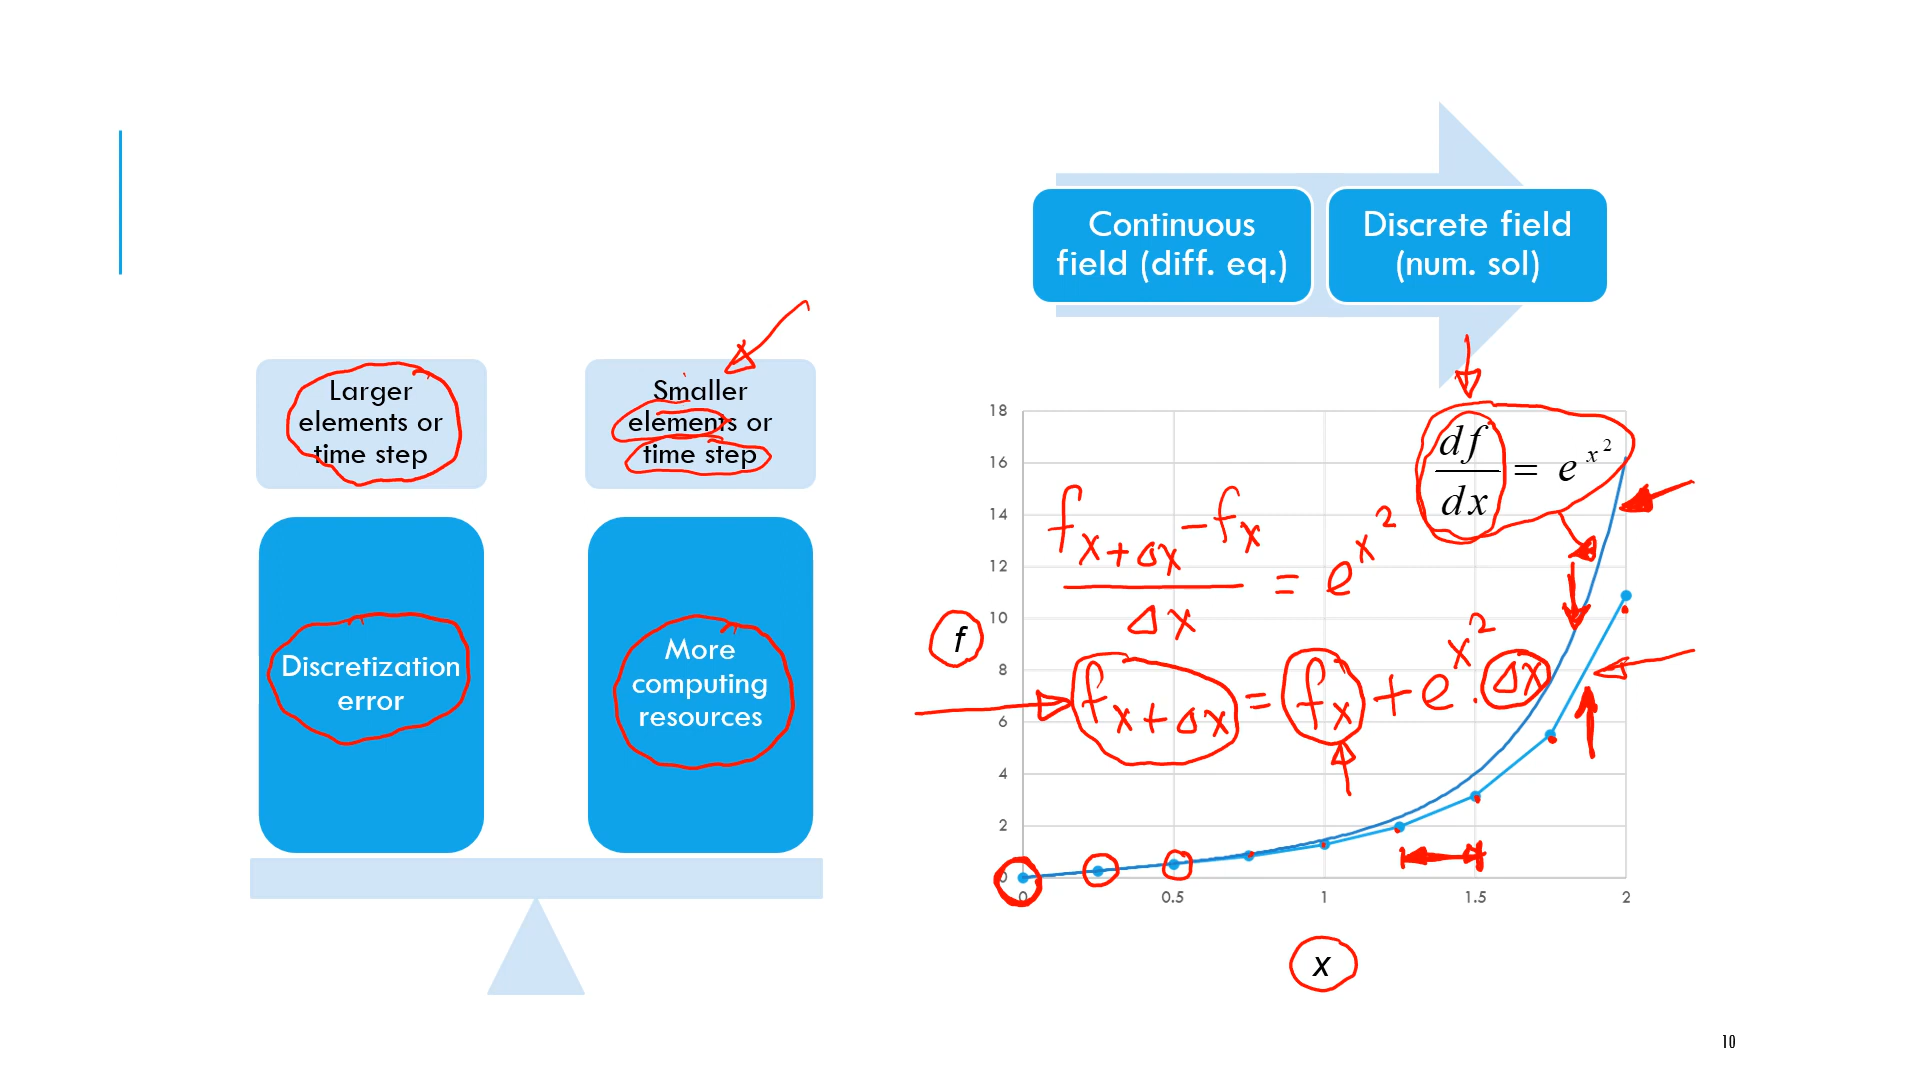 Continuous
field (diff. eq.)
Discrete field
(num. sol)
Larger
elements or
time step
Smaller
elements or
time step
Discretization
error
More
computing
resources
df/dx = e^{x^2}
(f_{x+Δx} - f_x)/Δx = e^{x^2}
f_{x+Δx} = f_x + e^{x^2} . Δx
f
18
16
14
12
10
8
6
4
2
0
0
0.5
1
1.5
2
x
10